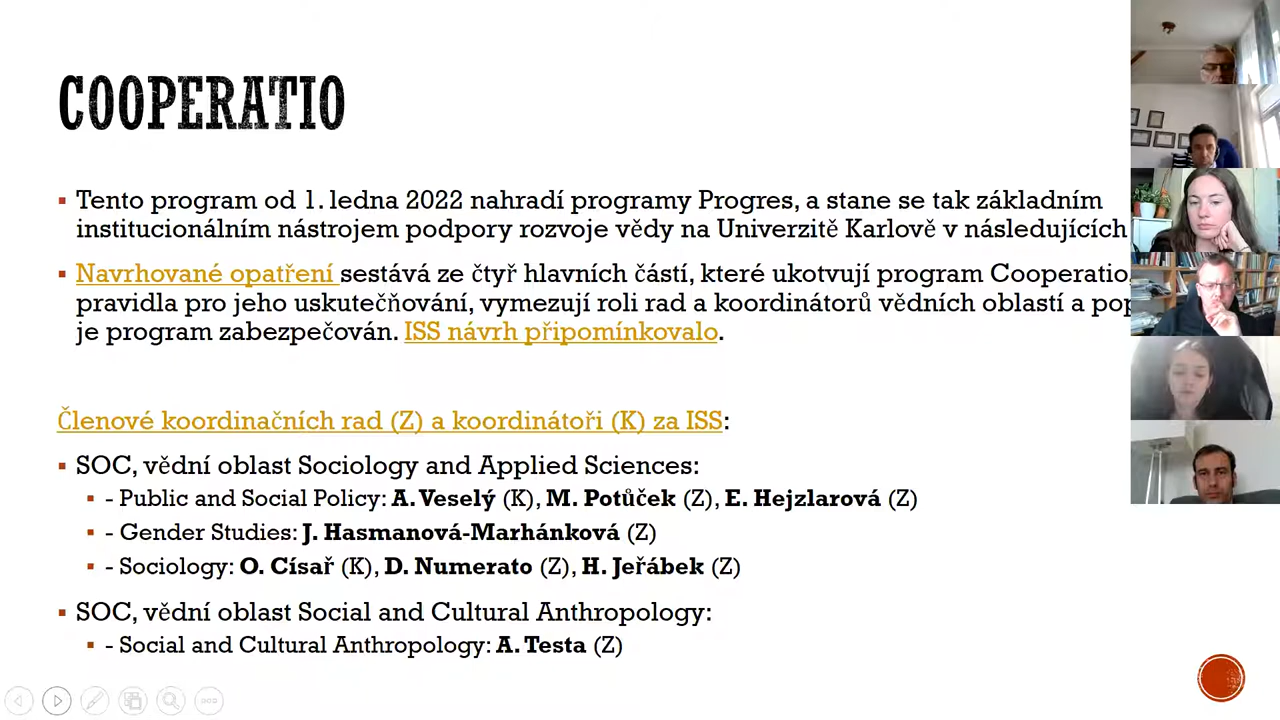 COOPERATIO
Tento program od 1. ledna 2022 nahradí programy Progres, a stane se tak základním
institucionálním nástrojem podpory rozvoje vědy na Univerzitě Karlově v následujících
Navrhované opatření sestává ze čtyř hlavních částí, které ukotvují program Cooperatio,
pravidla pro jeho uskutečňování, vymezují roli rad a koordinátorů vědních oblastí a
je program zabezpečován. ISS návrh připomínkovalo.
Členové koordinačních rad (Z) a koordinátoři (K) za ISS:
SOC, vědní oblast Sociology and Applied Sciences:
- Public and Social Policy: A. Veselý (K), M. Potůček (Z), E. Hejzlarová (Z)
- Gender Studies: J. Hasmanová-Marhánková (Z)
- Sociology: O. Císař (K), D. Numerato (Z), H. Jeřábek (Z)
SOC, vědní oblast Social and Cultural Anthropology:
- Social and Cultural Anthropology: A. Testa (Z)